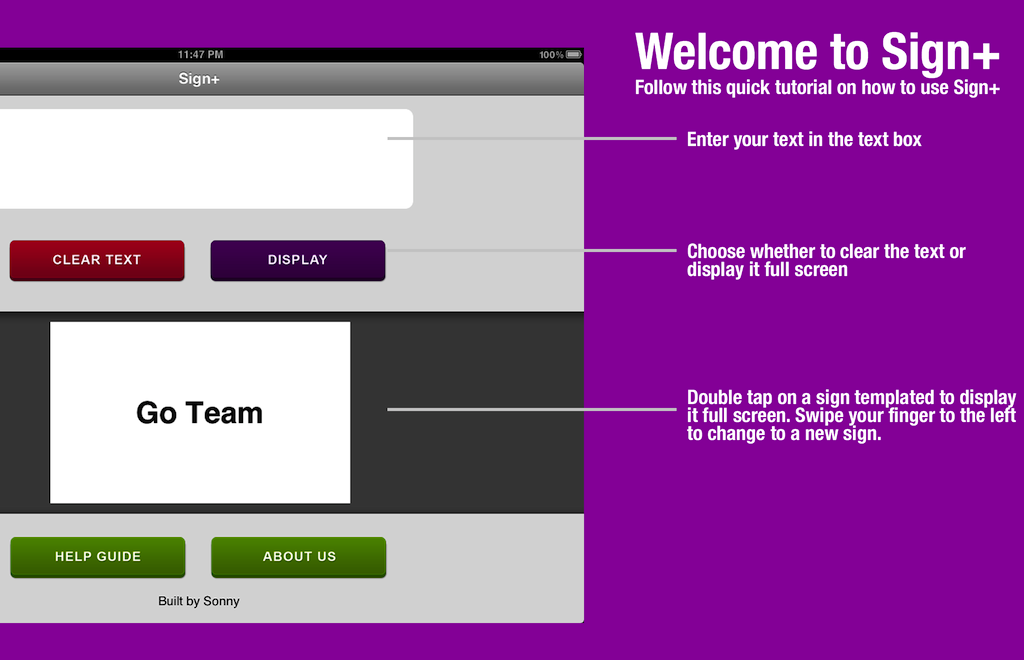 11:47 PM
100%
Sign+
Welcome to Sign+
Follow this quick tutorial on how to use Sign+
Enter your text in the text box
CLEAR TEXT
DISPLAY
Choose whether to clear the text or
display it full screen
Go Team
Double tap on a sign templated to display
it full screen. Swipe your finger to the left
to change to a new sign.
HELP GUIDE
ABOUT US
Built by Sonny